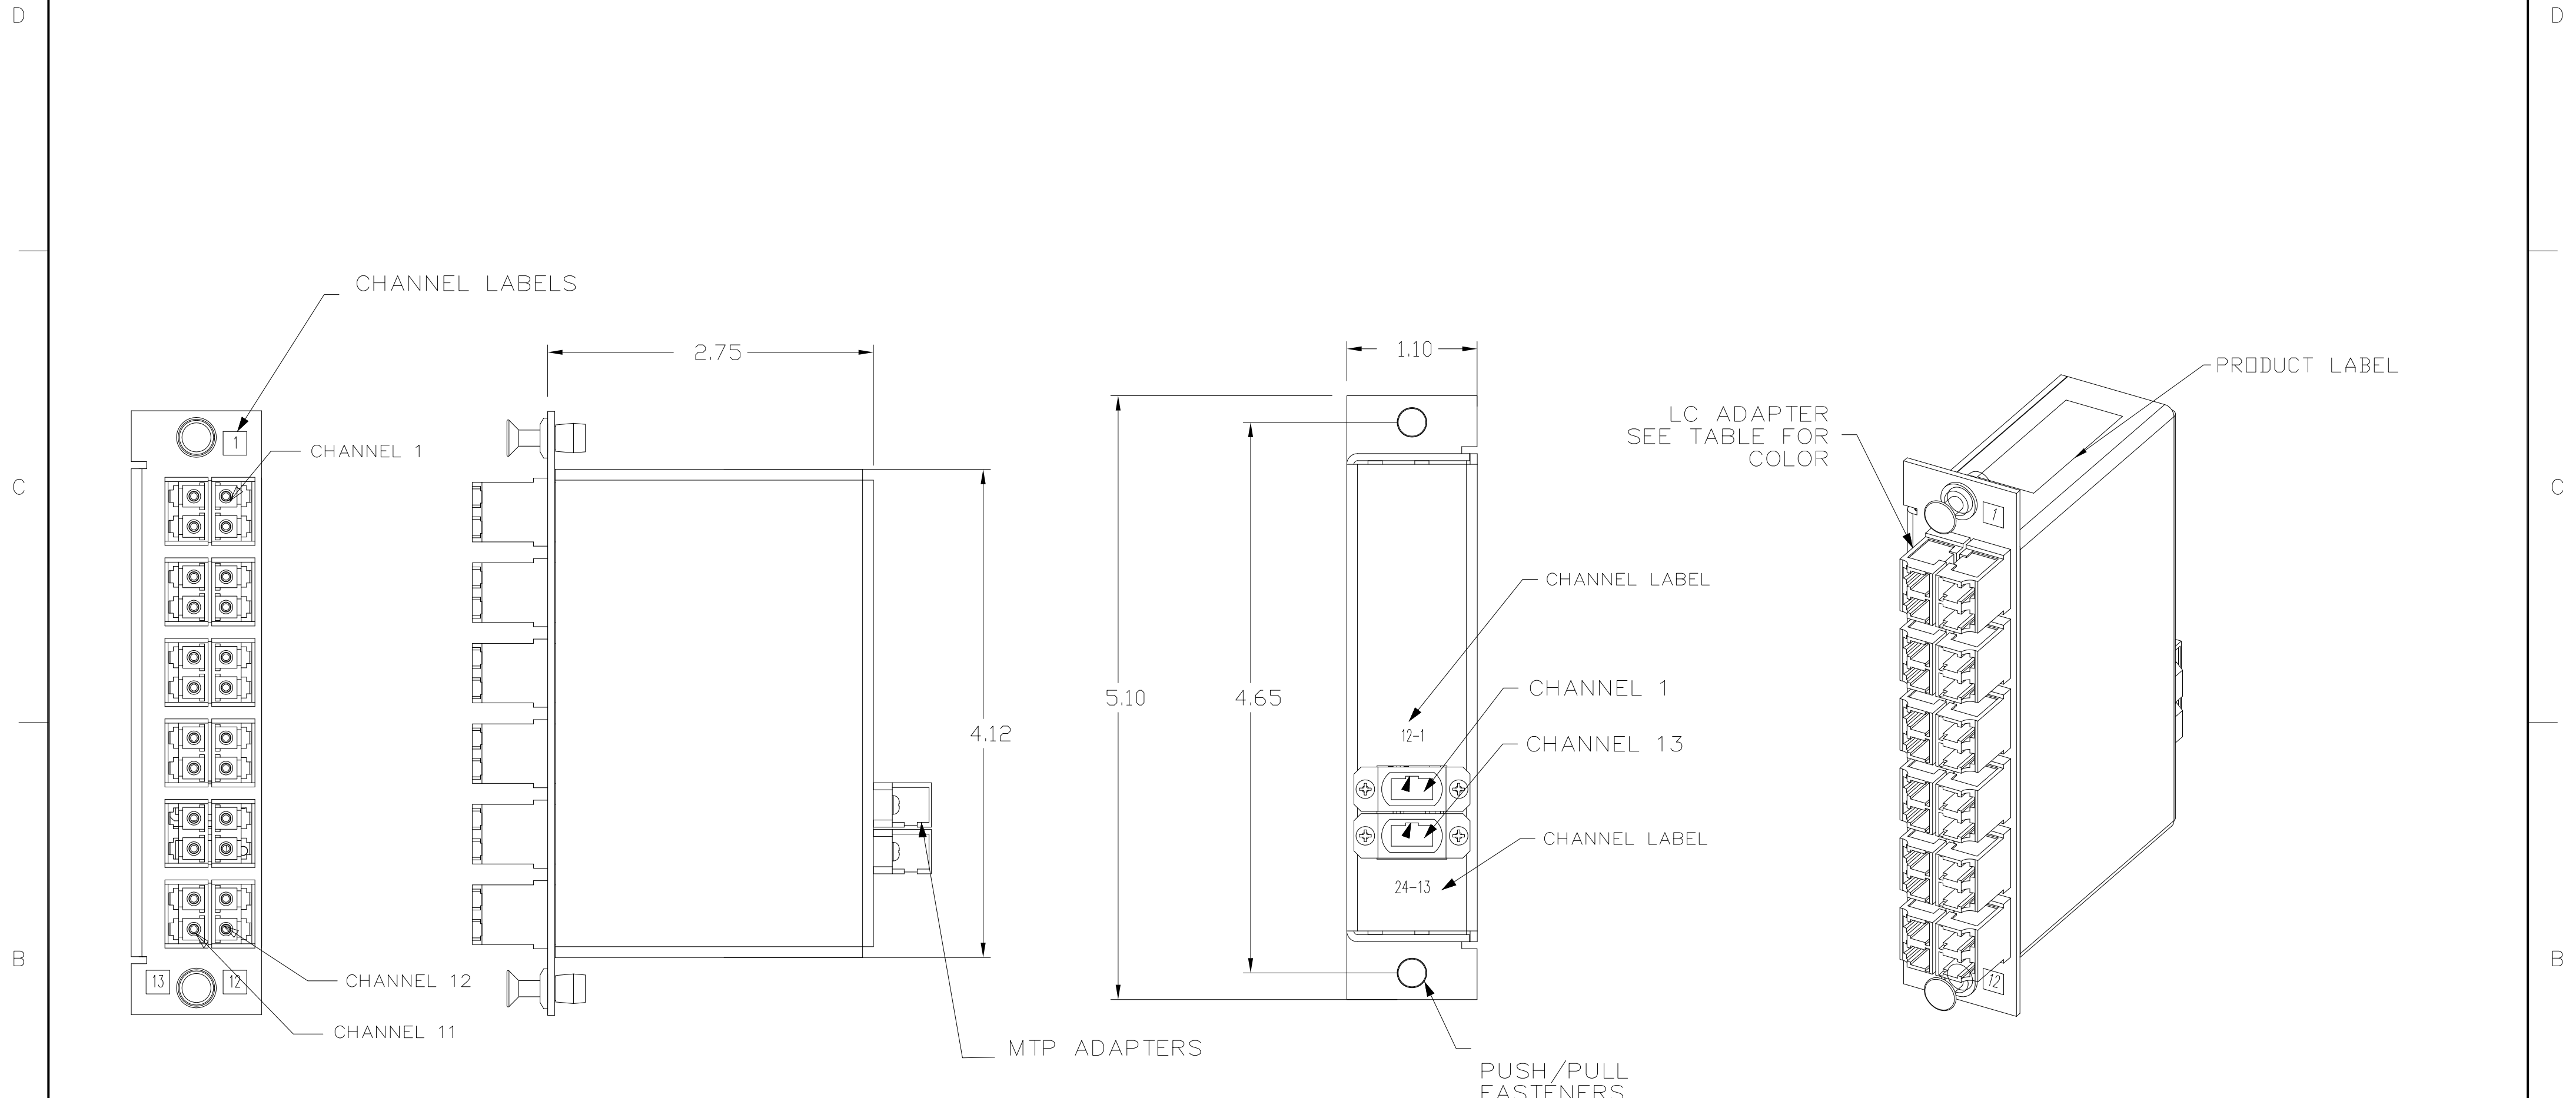 D
D
CHANNEL LABELS
1
CHANNEL 1
C
13
12
CHANNEL 12
CHANNEL 11
B
2.75
4.12
MTP ADAPTERS
1.10
5.10
4.65
CHANNEL LABEL
12-1
CHANNEL 1
CHANNEL 13
CHANNEL LABEL
24-13
PUSH/PULL
FASTENERS
LC ADAPTER
SEE TABLE FOR
COLOR
PRODUCT LABEL
1
12
C
B